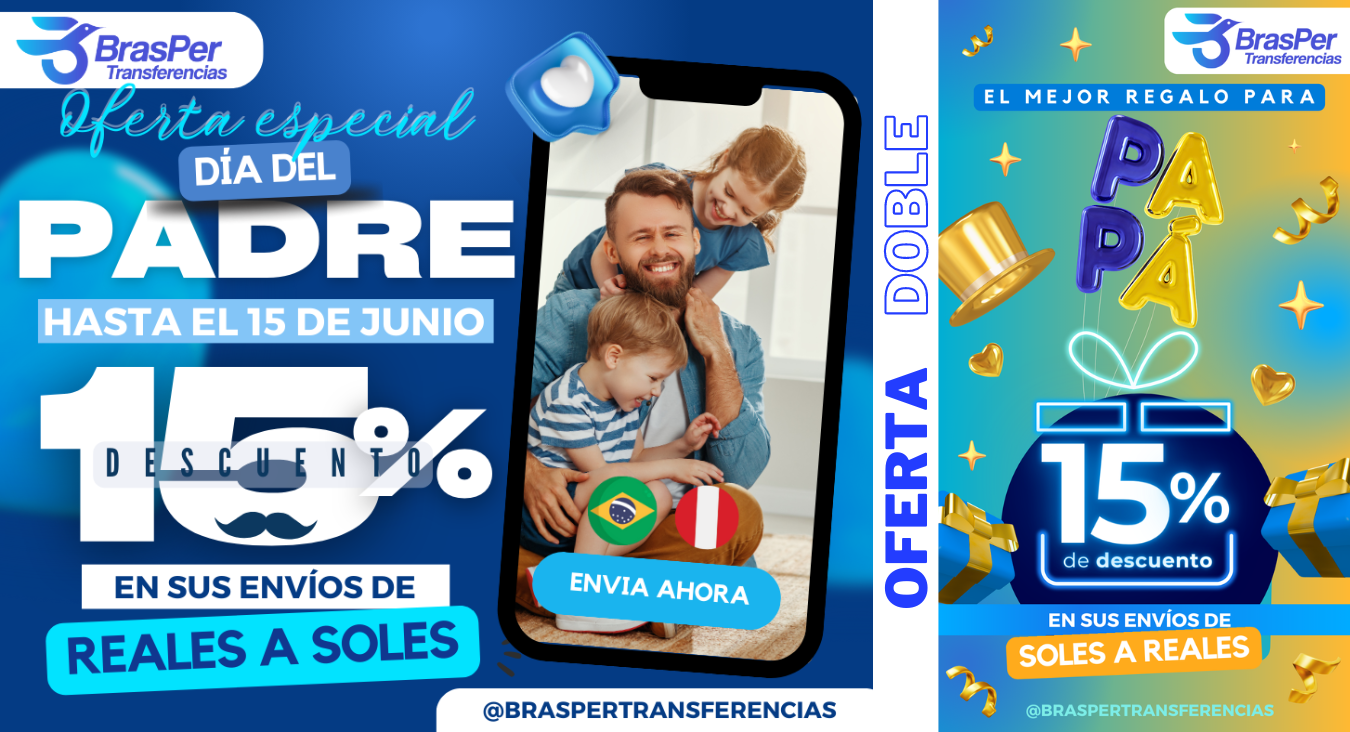 BrasPer
Transferencias
Oferta especial
DÍA DEL
PADRE
HASTA EL 15 DE JUNIO
15%
DESCUENTO
EN SUS ENVÍOS DE
REALES A SOLES
ENVIA AHORA
@BRASPERTRANSFERENCIAS
OFERTA DOBLE
BrasPer
Transferencias
EL MEJOR REGALO PARA
PA
PÁ
15%
de descuento
EN SUS ENVÍOS DE
SOLES A REALES
@BRASPERTRANSFERENCIAS